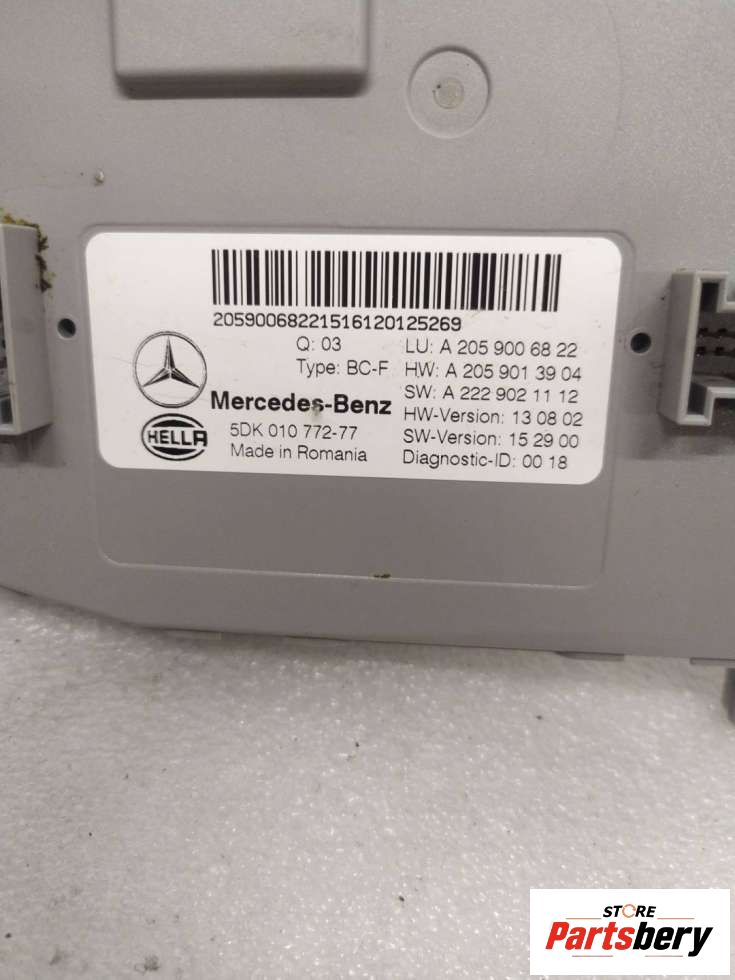 20590068221516120125269
Q: 03
Type: BC-F
Mercedes-Benz
HELLA
5DK 010 772-77
Made in Romania
LU: A 205 900 68 22
HW: A 205 901 39 04
SW: A 222 902 11 12
HW-Version: 13 08 02
SW-Version: 15 29 00
Diagnostic-ID: 00 18
STORE
Partsbery